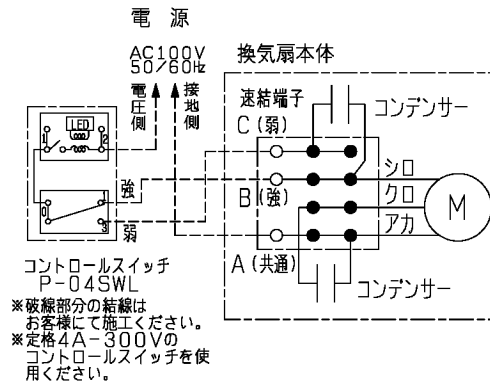 電源
AC100V
50/60Hz
電圧側
接地側
換気扇本体
速結端子
コンデンサー
C(弱)
LED
1
2
シロ
強
B(強)
クロ
M
0
1
3
アカ
弱
A(共通)
コンデンサー
コントロールスイッチ
P-04SWL
※破線部分の結線は
お客様にて施工ください。
※定格4A-300Vの
コントロールスイッチを使
用ください。